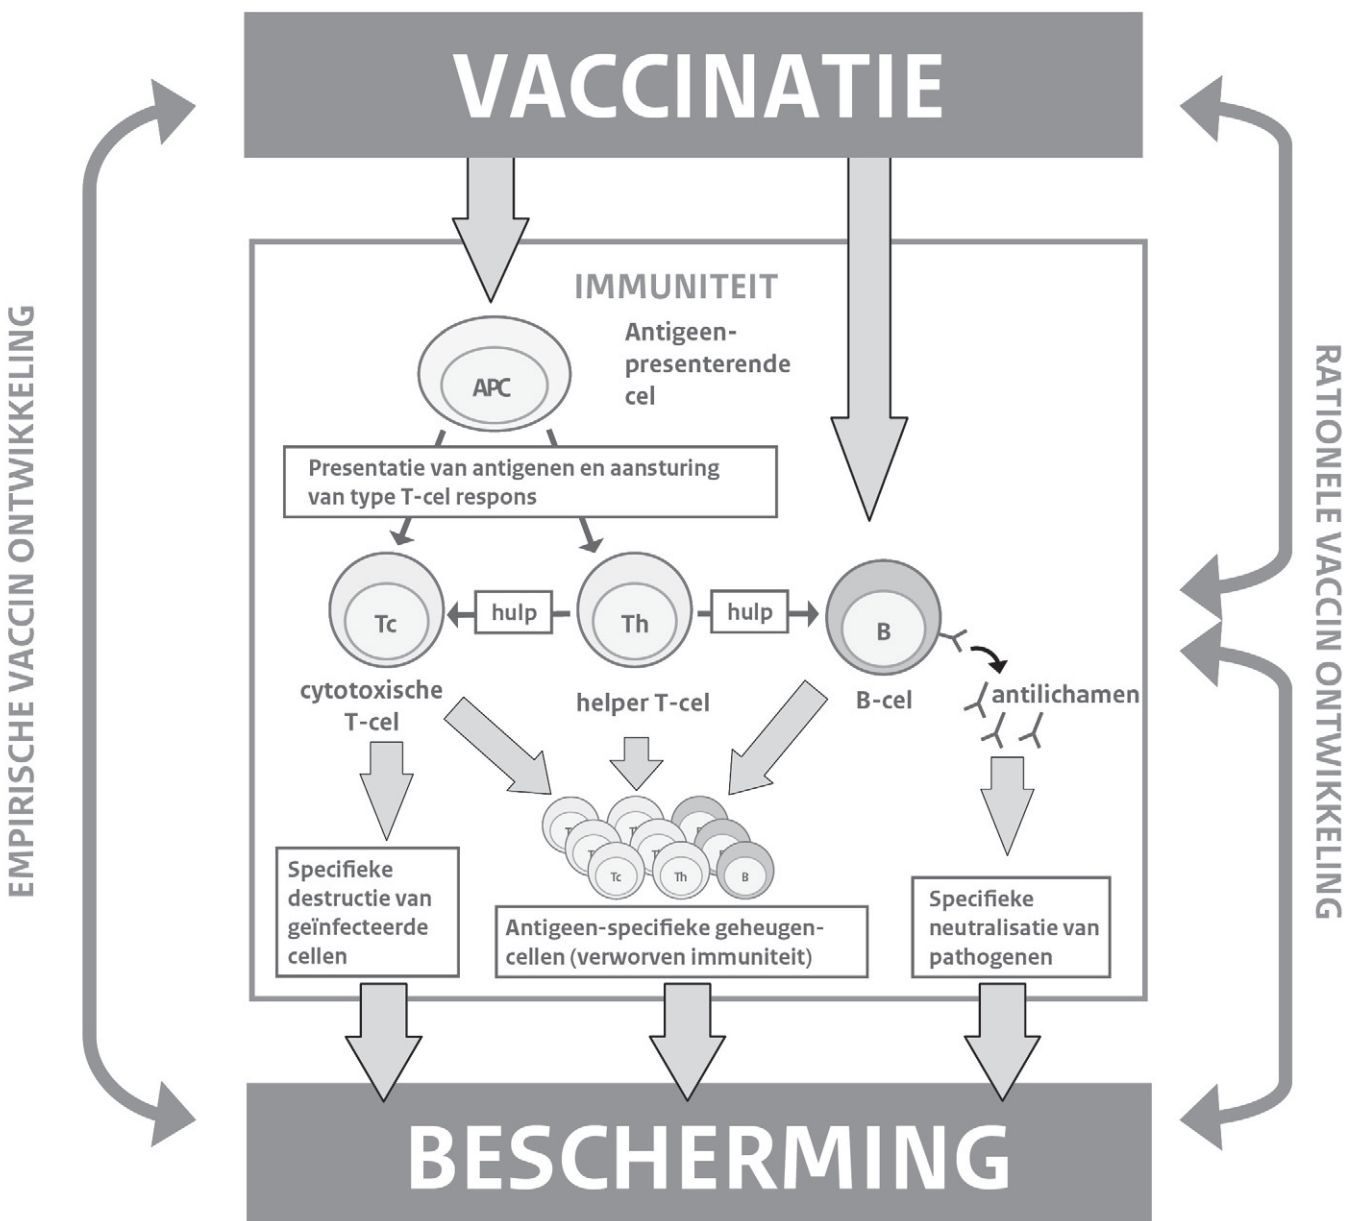 VACCINATIE
EMPIRISCHE VACCIN ONTWIKKELING
RATIONELE VACCIN ONTWIKKELING
IMMUNITEIT
Antigeen-
presenterende
cel
APC
Presentatie van antigenen en aansturing
van type T-cel respons
Tc
hulp
Th
hulp
B
cytotoxische
T-cel
helper T-cel
B-cel
antilichamen
Tc
Th
B
Specifieke
destructie van
geïnfecteerde
cellen
Antigeen-specifieke geheugen-
cellen (verworven immuniteit)
Specifieke
neutralisatie van
pathogenen
BESCHERMING